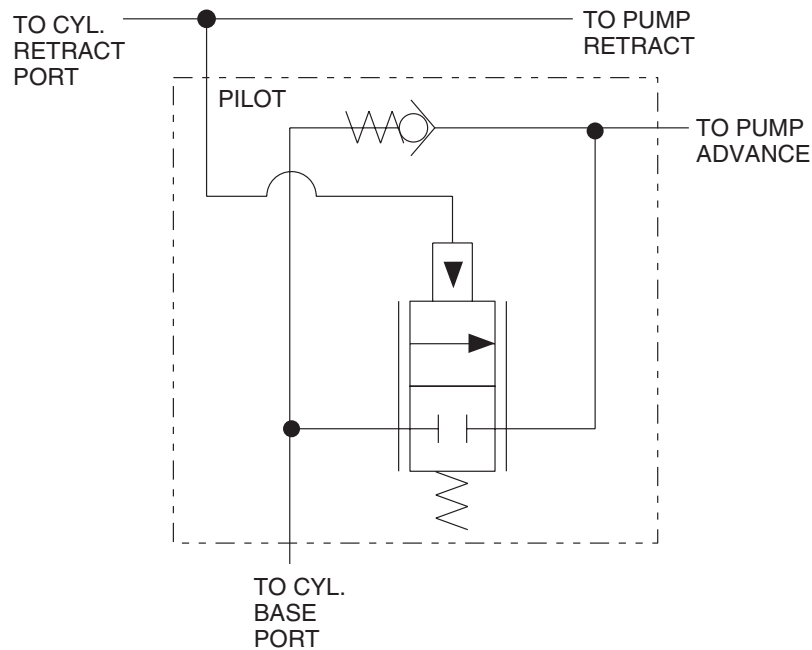 TO CYL.
RETRACT
PORT
TO PUMP
RETRACT
PILOT
TO PUMP
ADVANCE
TO CYL.
BASE
PORT